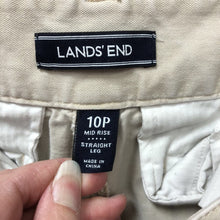 LANDS' END
10P
MID RISE
STRAIGHT
LEG
MADE IN
CHINA